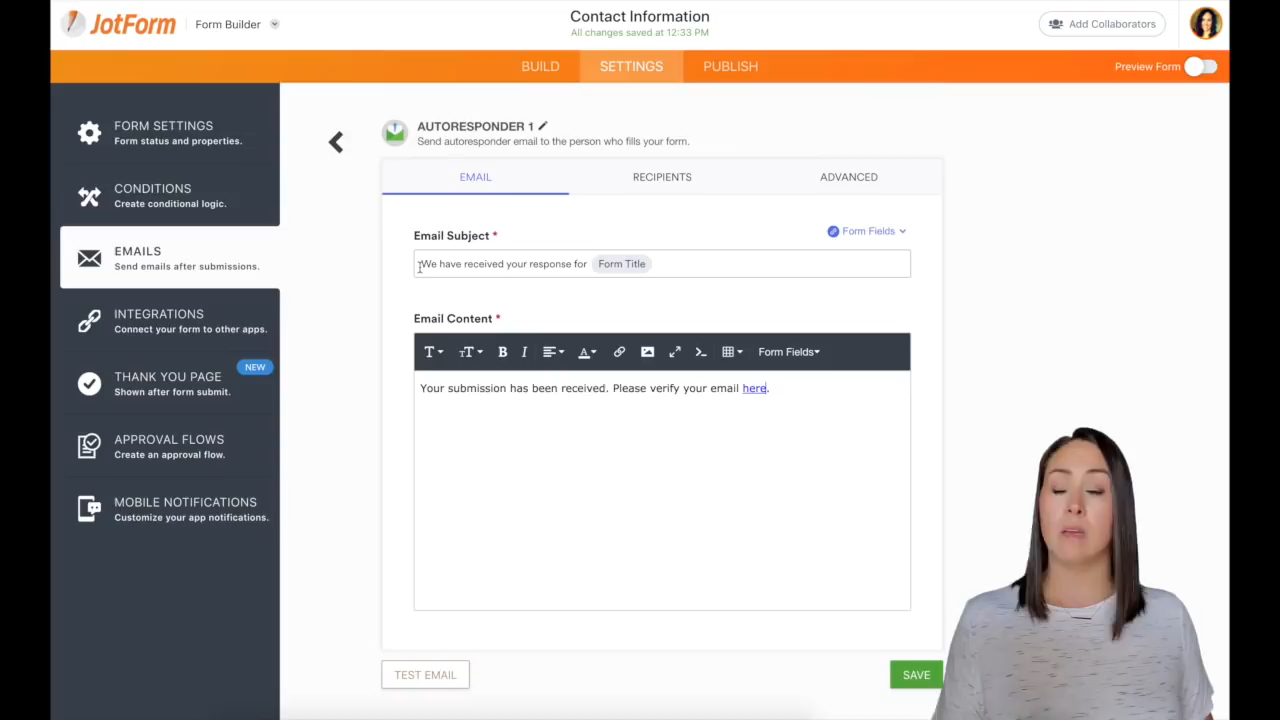 JotForm
Form Builder
Contact Information
All changes saved at 12:33 PM
Add Collaborators
BUILD
SETTINGS
PUBLISH
Preview Form
FORM SETTINGS
Form status and properties.
CONDITIONS
Create conditional logic.
EMAILS
Send emails after submissions.
INTEGRATIONS
Connect your form to other apps.
NEW
THANK YOU PAGE
Shown after form submit.
APPROVAL FLOWS
Create an approval flow.
MOBILE NOTIFICATIONS
Customize your app notifications.
AUTORESPONDER 1
Send autoresponder email to the person who fills your form.
EMAIL
RECIPIENTS
ADVANCED
Email Subject *
Form Fields
We have received your response for Form Title
Email Content *
T TT B I A Form Fields
Your submission has been received. Please verify your email here.
TEST EMAIL
SAVE